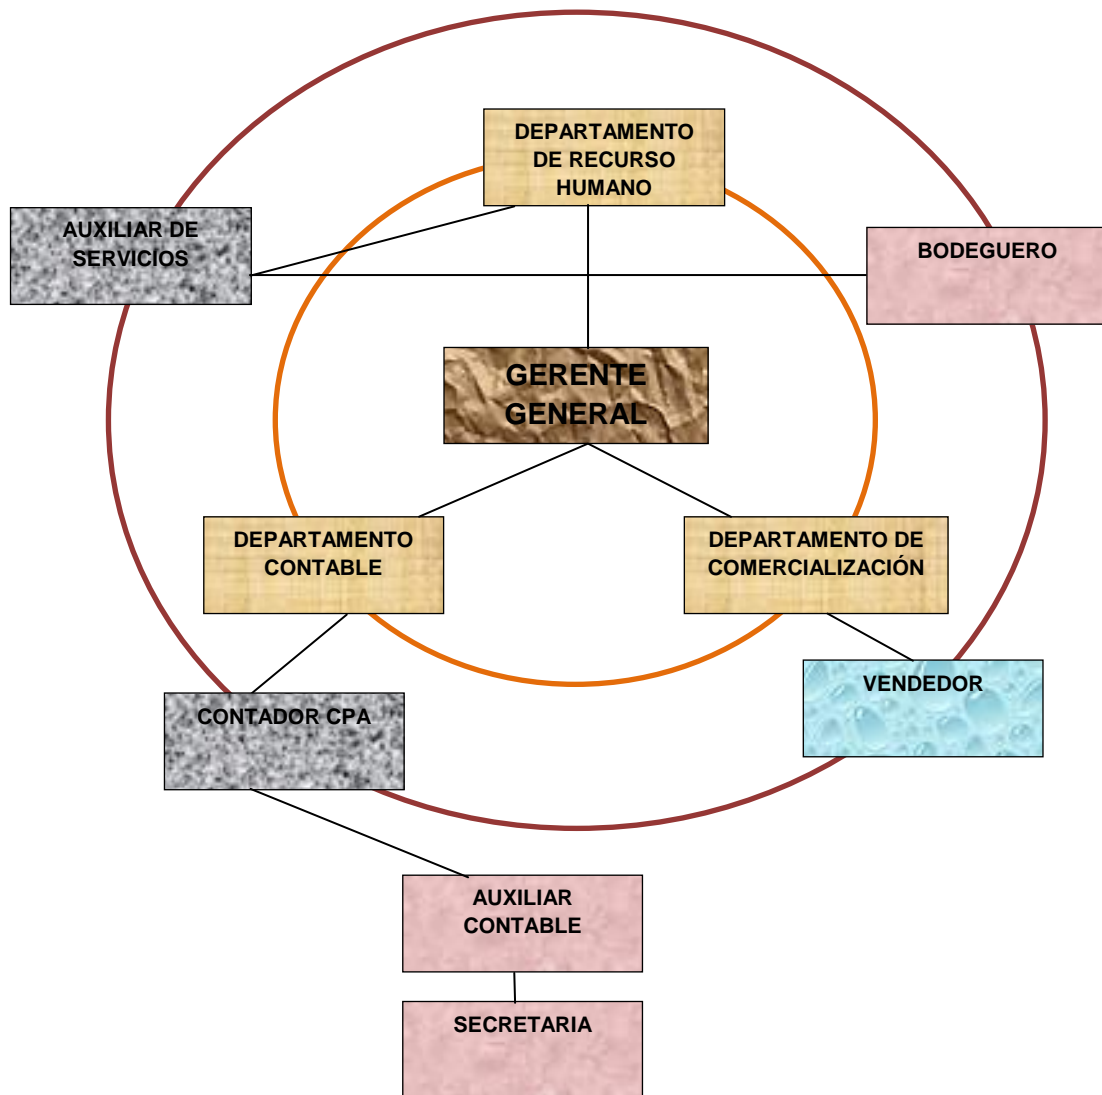 DEPARTAMENTO
DE RECURSO
HUMANO
AUXILIAR DE
SERVICIOS
BODEGUERO
GERENTE
GENERAL
DEPARTAMENTO
CONTABLE
DEPARTAMENTO DE
COMERCIALIZACIÓN
VENDEDOR
CONTADOR CPA
AUXILIAR
CONTABLE
SECRETARIA